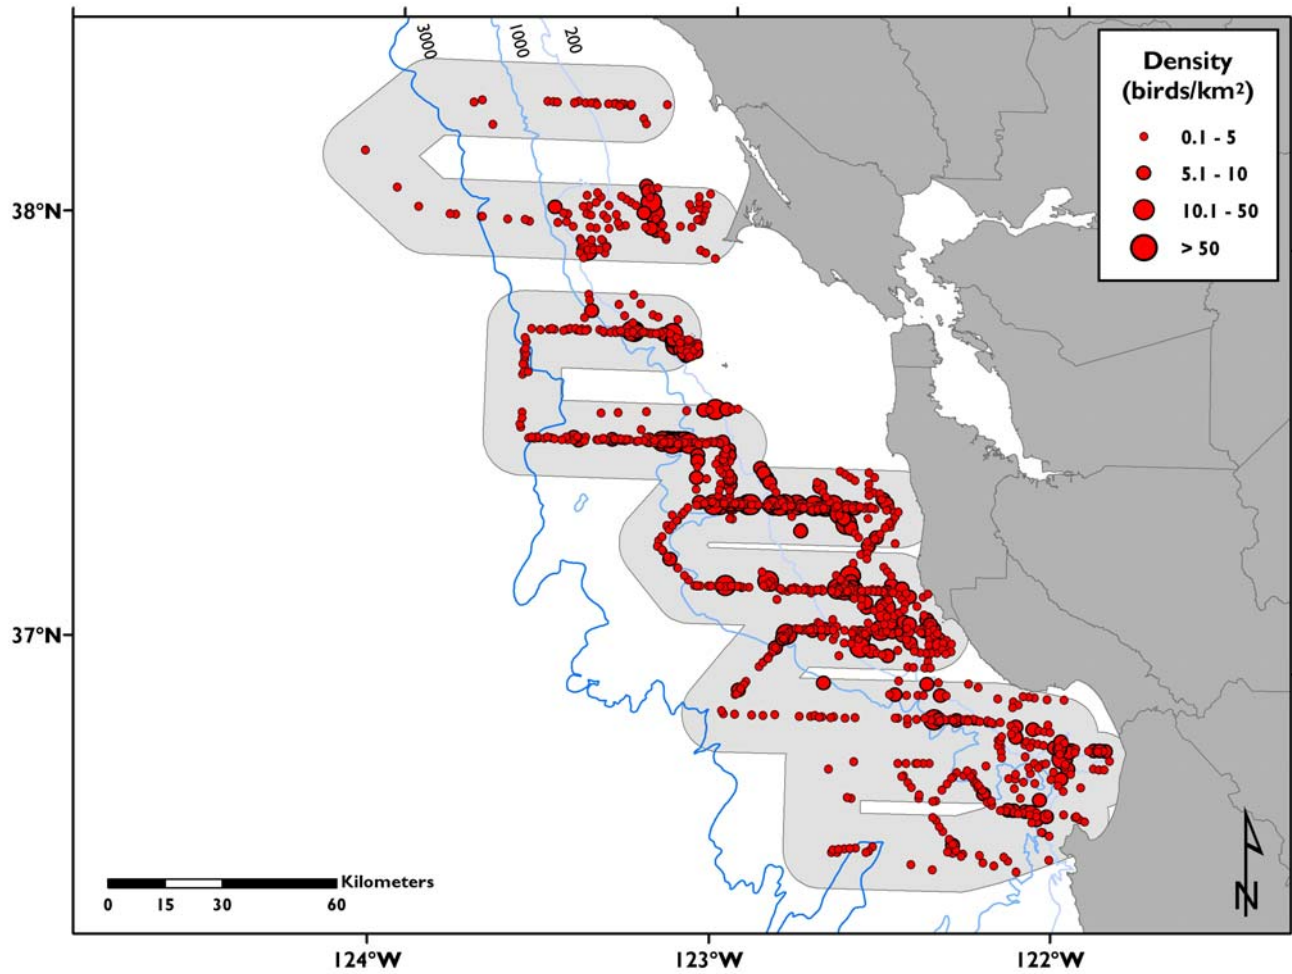 3000
1000
200
Density
(birds/km²)
0.1 - 5
5.1 - 10
10.1 - 50
> 50
38°N
37°N
Kilometers
0 15 30 60
N
124°W 123°W 122°W